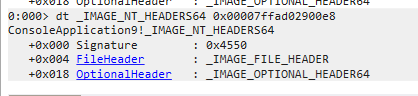 +0x018 OptionalHeader : _IMAGE_OPTIONAL_HEADER64
0:000> dt _IMAGE_NT_HEADERS64 0x00007ffad02900e8
ConsoleApplication9!_IMAGE_NT_HEADERS64
+0x000 Signature : 0x4550
+0x004 FileHeader : _IMAGE_FILE_HEADER
+0x018 OptionalHeader : _IMAGE_OPTIONAL_HEADER64